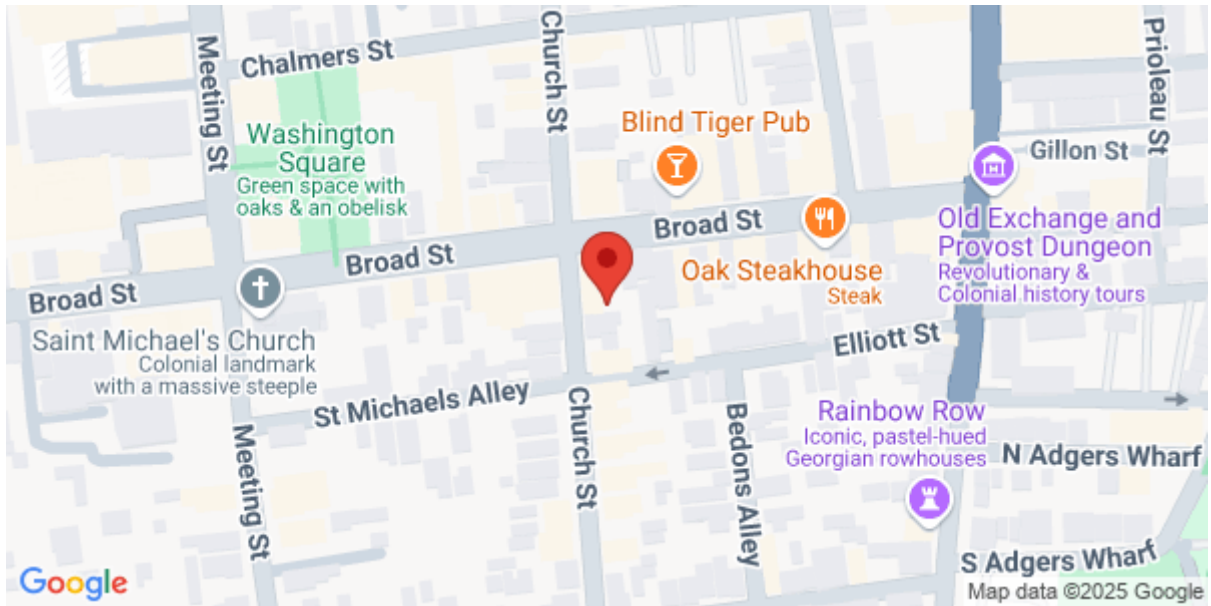 Chalmers St
Meeting St
Church St
Prioleau St
Washington
Square
Green space with
oaks & an obelisk
Blind Tiger Pub
Gillon St
Broad St
Broad St
Broad St
Old Exchange and
Provost Dungeon
Revolutionary &
Colonial history tours
Oak Steakhouse
Steak
Saint Michael's Church
Colonial landmark
with a massive steeple
Elliott St
St Michaels Alley
Church St
Meeting St
Bedons Alley
Rainbow Row
Iconic, pastel-hued
Georgian rowhouses
N Adgers Wharf
S Adgers Wharf
Google
Map data ©2025 Google